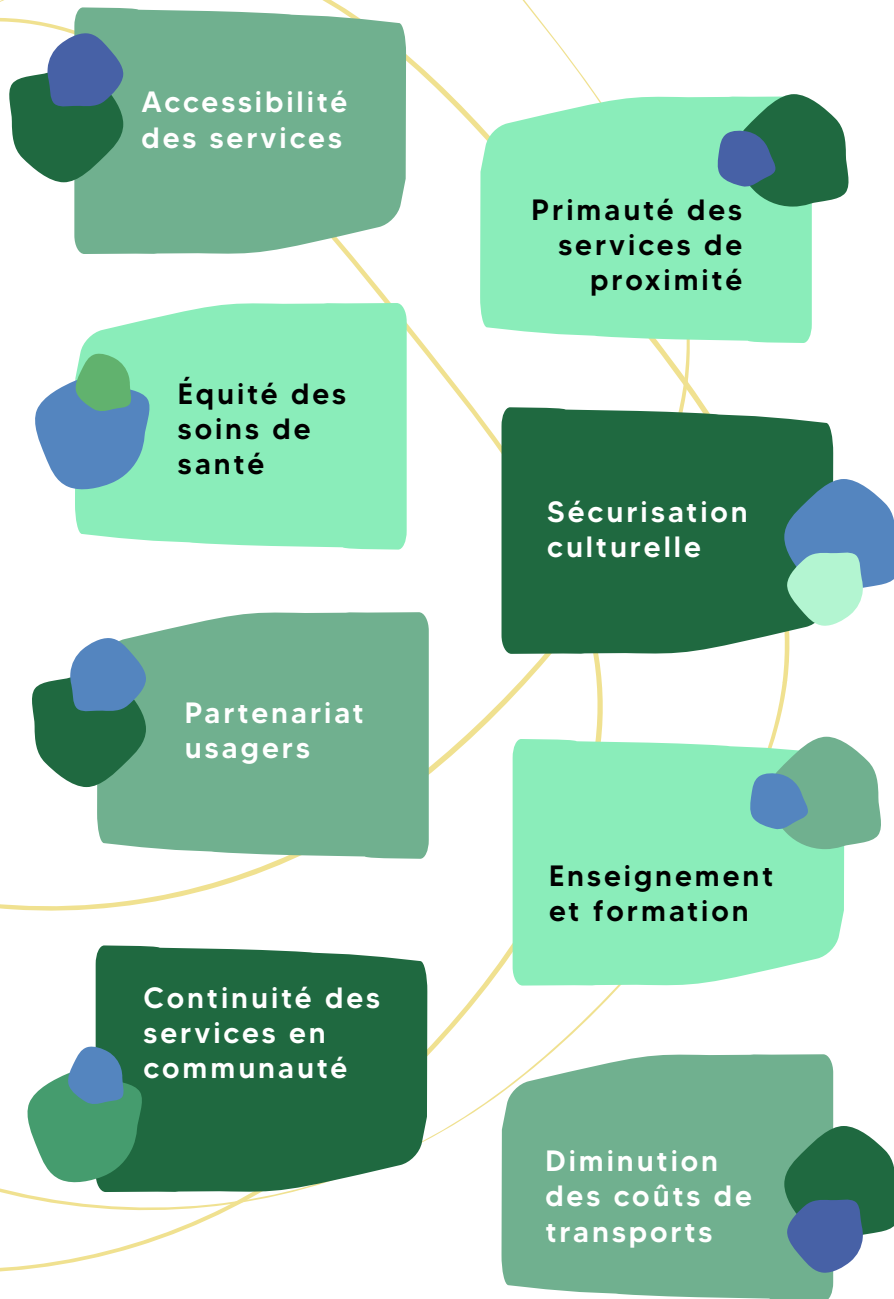 Accessibilité
des services
Primauté des
services de
proximité
Équité des
soins de
santé
Sécurisation
culturelle
Partenariat
usagers
Enseignement
et formation
Continuité des
services en
communauté
Diminution
des coûts de
transports